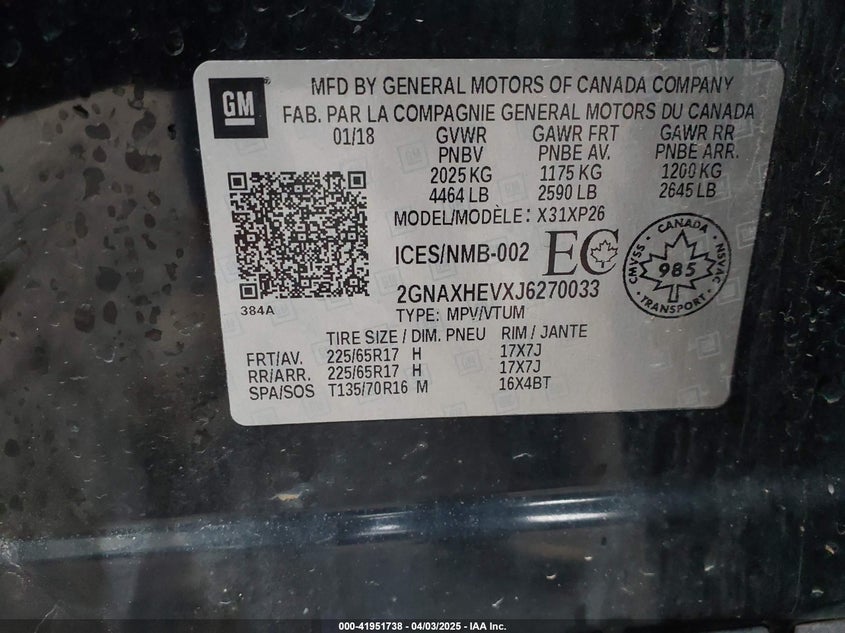 GM
MFD BY GENERAL MOTORS OF CANADA COMPANY
FAB. PAR LA COMPAGNIE GENERAL MOTORS DU CANADA
01/18 GVWR GAWR FRT GAWR RR
PNBV PNBE AV. PNBE ARR.
2025 KG 1175 KG 1200 KG
4464 LB 2590 LB 2645 LB
MODEL/MODÈLE: X31XP26
ICES/NMB-002 EC
CANADA
CMVSS 985 NSVAC
TRANSPORT
2GNAXHEVXJ6270033
384A
TYPE: MPV/VTUM
TIRE SIZE / DIM. PNEU RIM / JANTE
FRT/AV. 225/65R17 H 17X7J
RR/ARR. 225/65R17 H 17X7J
SPA/SOS T135/70R16 M 16X4BT
000-41951738 - 04/03/2025 - IAA Inc.